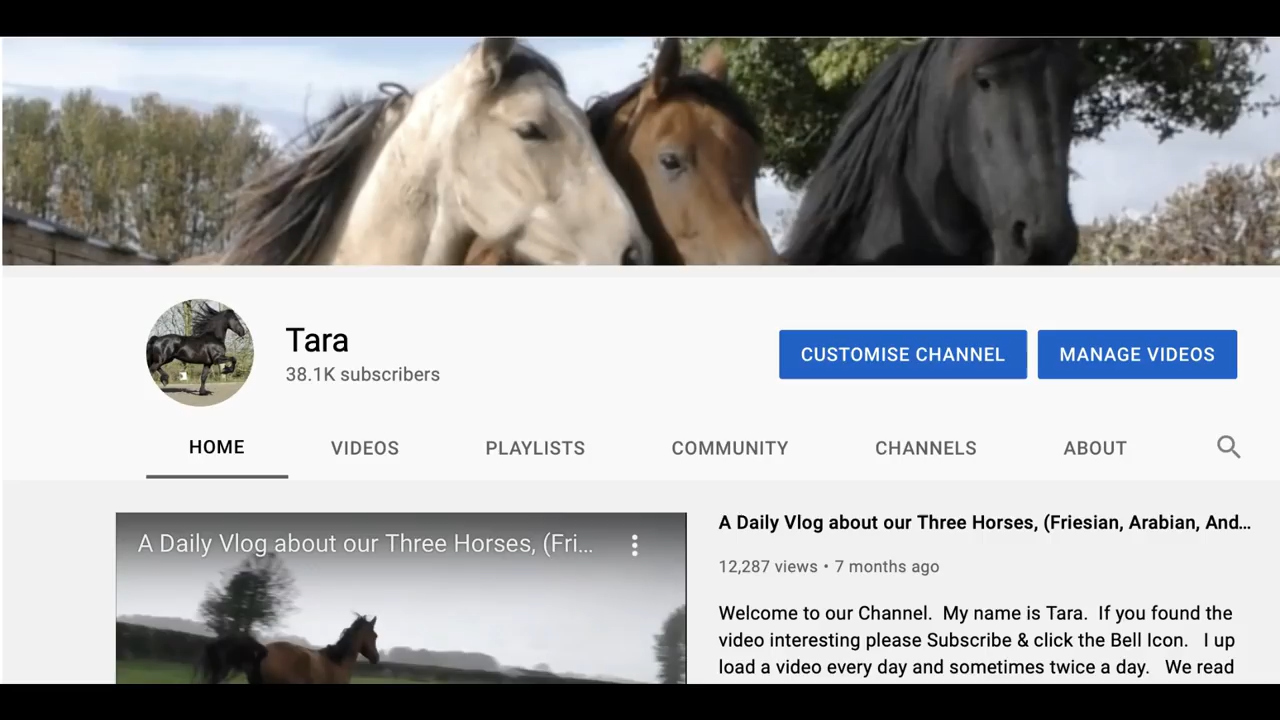 Tara
38.1K subscribers
CUSTOMISE CHANNEL
MANAGE VIDEOS
HOME
VIDEOS
PLAYLISTS
COMMUNITY
CHANNELS
ABOUT
A Daily Vlog about our Three Horses, (Fri...
A Daily Vlog about our Three Horses, (Friesian, Arabian, And...
12,287 views • 7 months ago
Welcome to our Channel.  My name is Tara.  If you found the
video interesting please Subscribe & click the Bell Icon.   I up
load a video every day and sometimes twice a day.   We read